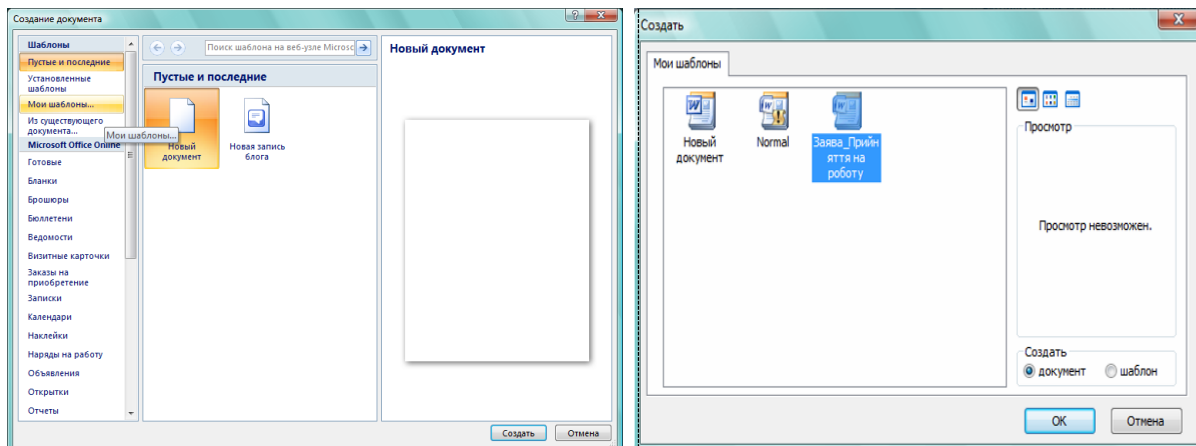 Создание документа
Шаблоны
Пустые и последние
Установленные
шаблоны
Мои шаблоны...
Из существующего
документа...
Мои шаблоны...
Microsoft Office Online
Готовые
Бланки
Брошюры
Бюллетени
Ведомости
Визитные карточки
Заказы на
приобретение
Записки
Календари
Наклейки
Наряды на работу
Объявления
Открытки
Отчеты
Поиск шаблона на веб-узле Microsc
Пустые и последние
Новый
документ
Новая запись
блога
Новый документ
Создать
Отмена
Создать
Мои шаблоны
Новый
документ
Normal
Заява_Прийн
яття на
роботу
Просмотр
Просмотр невозможен.
Создать
документ
шаблон
ОК
Отмена